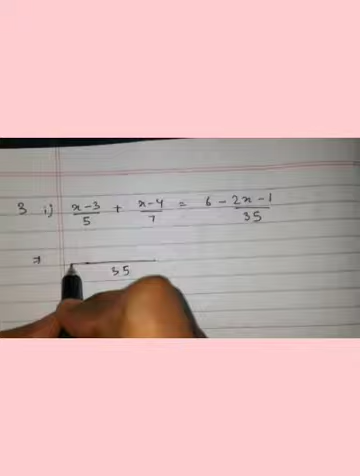 3 i) x-3/5 + x-4/7 = 6 - 2x-1/35
⇒ /35